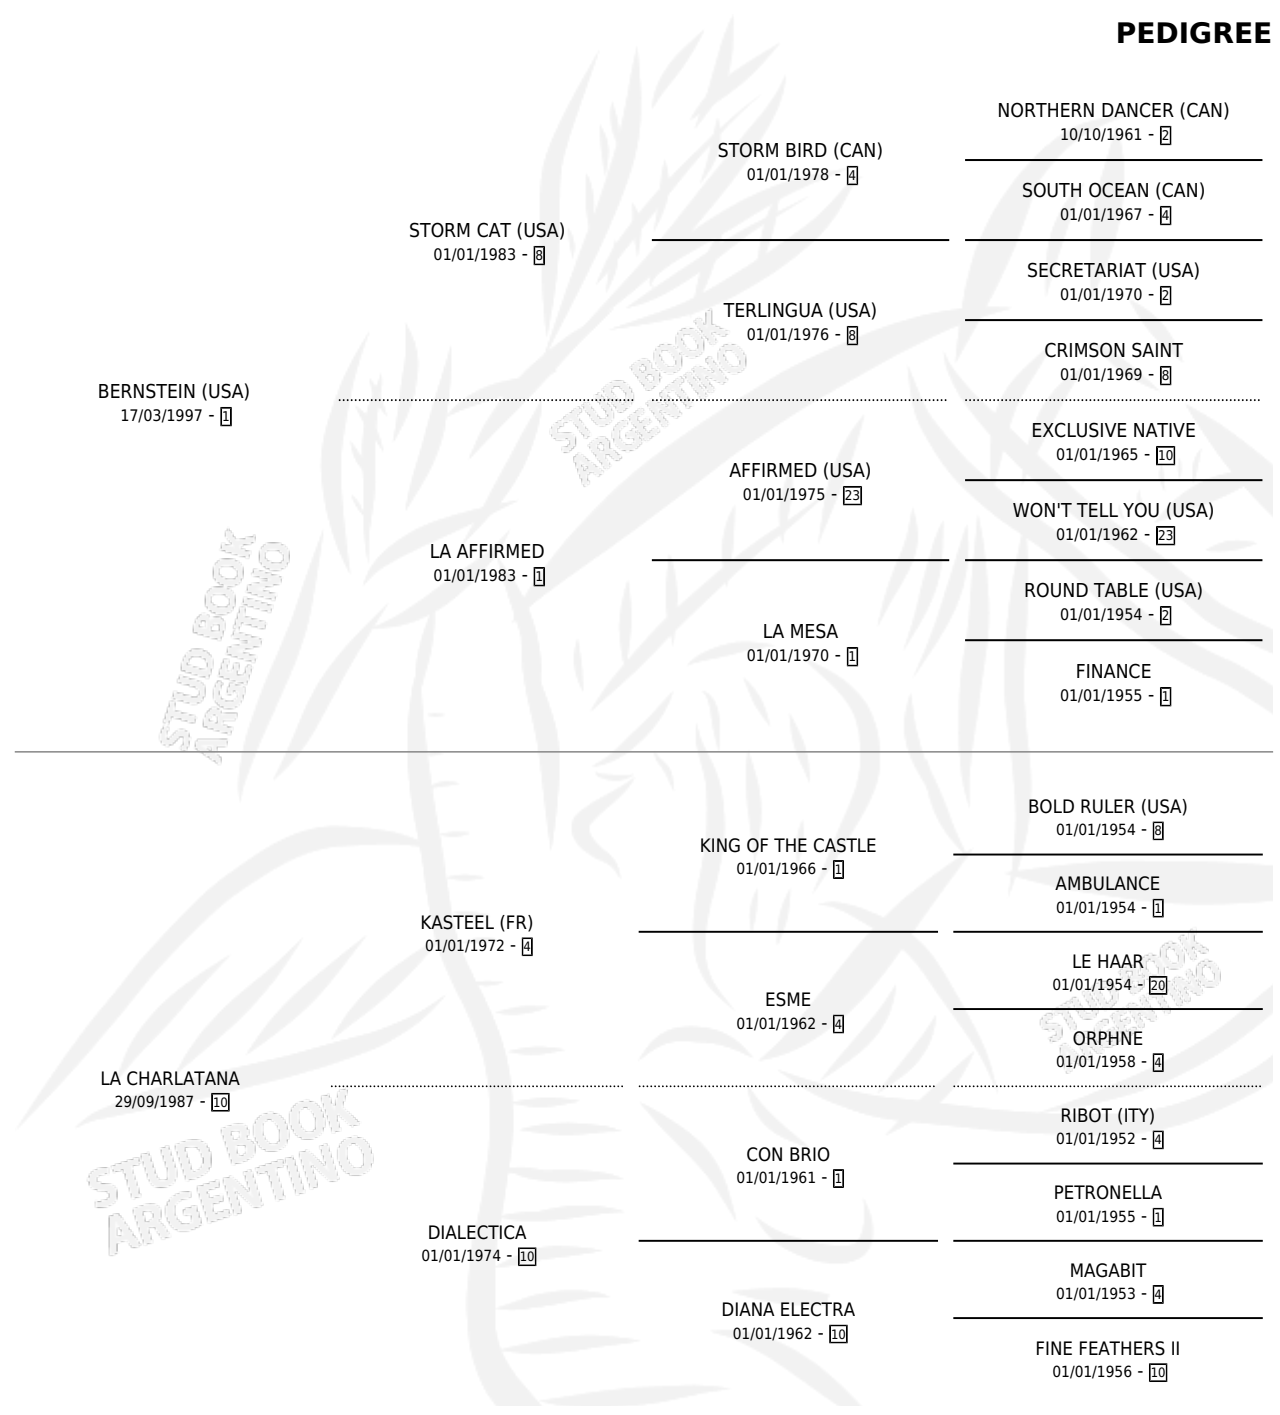 PEDIGREE
NORTHERN DANCER (CAN)
10/10/1961 - 2
STORM BIRD (CAN)
01/01/1978 - 4
SOUTH OCEAN (CAN)
01/01/1967 - 4
STORM CAT (USA)
01/01/1983 - 8
SECRETARIAT (USA)
01/01/1970 - 2
TERLINGUA (USA)
01/01/1976 - 8
CRIMSON SAINT
01/01/1969 - 8
BERNSTEIN (USA)
17/03/1997 - 1
STUD BOOK
ARGENTINO
EXCLUSIVE NATIVE
01/01/1965 - 10
AFFIRMED (USA)
01/01/1975 - 23
WON'T TELL YOU (USA)
01/01/1962 - 23
LA AFFIRMED
01/01/1983 - 1
ROUND TABLE (USA)
01/01/1954 - 2
LA MESA
01/01/1970 - 1
FINANCE
01/01/1955 - 1
STUD BOOK
ARGENTINO
BOLD RULER (USA)
01/01/1954 - 8
KING OF THE CASTLE
01/01/1966 - 1
AMBULANCE
01/01/1954 - 1
KASTEEL (FR)
01/01/1972 - 4
LE HAAR
01/01/1954 - 20
ESME
01/01/1962 - 4
STUD BOOK
ARGENTINO
ORPHNE
01/01/1958 - 4
LA CHARLATANA
29/09/1987 - 10
RIBOT (ITY)
01/01/1952 - 4
CON BRIO
01/01/1961 - 1
STUD BOOK
ARGENTINO
PETRONELLA
01/01/1955 - 1
DIALECTICA
01/01/1974 - 10
MAGABIT
01/01/1953 - 4
DIANA ELECTRA
01/01/1962 - 10
FINE FEATHERS II
01/01/1956 - 10